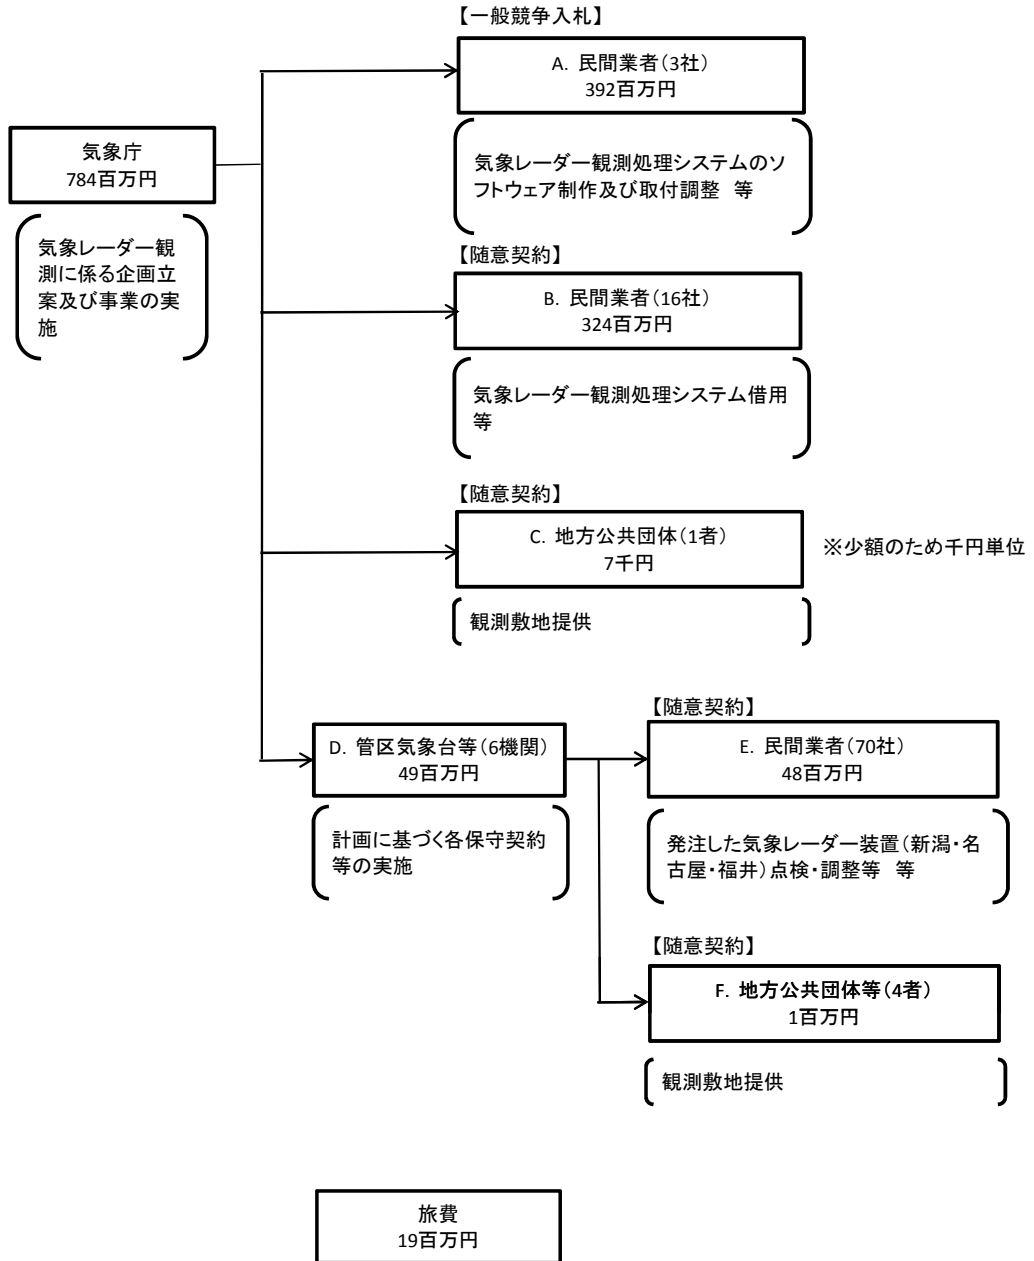 【一般競争入札】
A. 民間業者(3社)
392百万円
気象レーダー観測処理システムのソ
フトウェア制作及び取付調整 等
気象庁
784百万円
気象レーダー観
測に係る企画立
案及び事業の実
施
【随意契約】
B. 民間業者(16社)
324百万円
気象レーダー観測処理システム借用
等
【随意契約】
C. 地方公共団体(1者)
7千円
※少額のため千円単位
観測敷地提供
D. 管区気象台等(6機関)
49百万円
計画に基づく各保守契約
等の実施
【随意契約】
E. 民間業者(70社)
48百万円
発注した気象レーダー装置(新潟・名
古屋・福井)点検・調整等 等
【随意契約】
F. 地方公共団体等(4者)
1百万円
観測敷地提供
旅費
19百万円